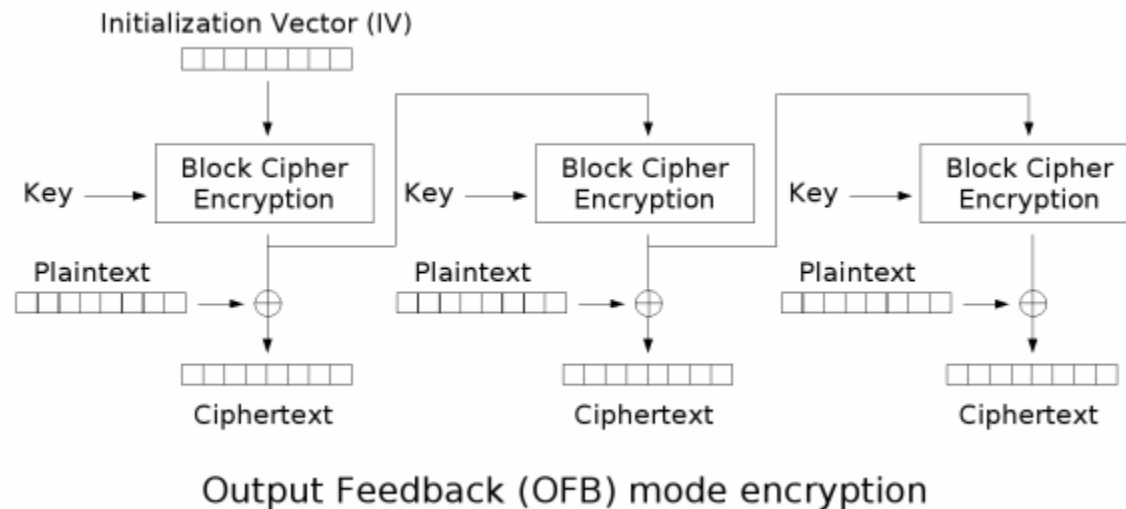 Initialization Vector (IV)
Key
Block Cipher
Encryption
Key
Block Cipher
Encryption
Key
Block Cipher
Encryption
Plaintext
Plaintext
Plaintext
Ciphertext
Ciphertext
Ciphertext
Output Feedback (OFB) mode encryption